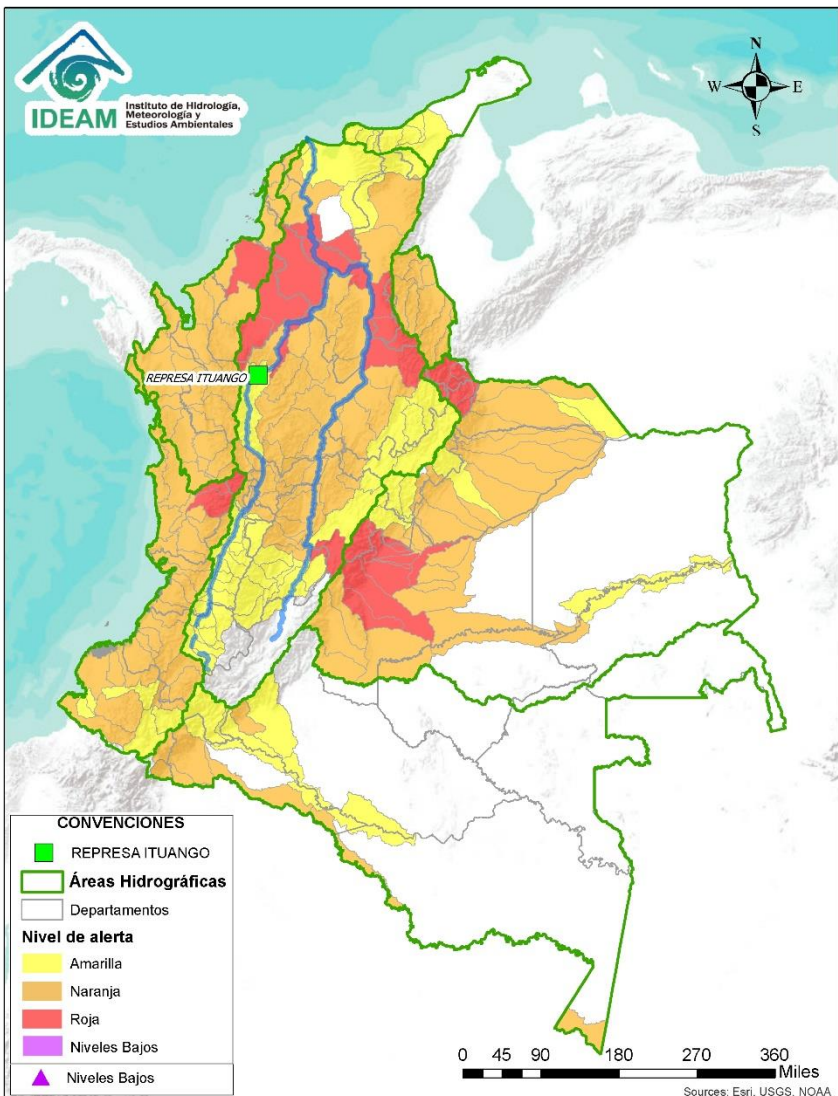 IDEAM
Instituto de Hidrología,
Meteorología y
Estudios Ambientales
N
W E
S
REPRESA ITUANGO
CONVENCIONES
REPRESA ITUANGO
Áreas Hidrográficas
Departamentos
Nivel de alerta
Amarilla
Naranja
Roja
Niveles Bajos
Niveles Bajos
0 45 90 180 270 360
Miles
Sources: Esri, USGS, NOAA